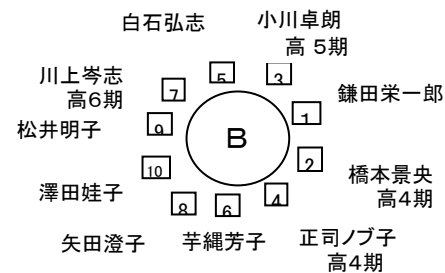 白石弘志
小川卓朗
高 5期
川上岑志
高6期
鎌田栄一郎
松井明子
橋本景央
高4期
澤田娃子
矢田澄子
芋縄芳子
正司ノブ子
高4期
B
5
3
7
1
9
2
10
4
8
6